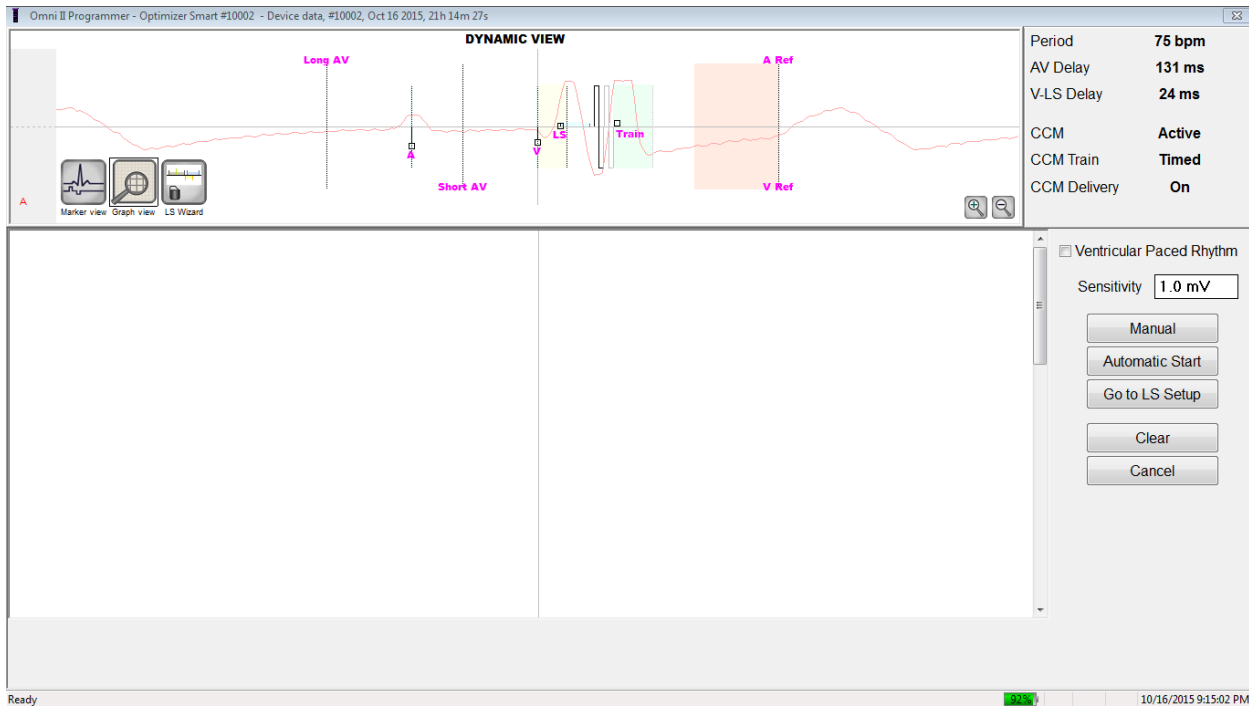 Omni II Programmer - Optimizer Smart #10002 - Device data, #10002, Oct 16 2015, 21h 14m 27s
DYNAMIC VIEW
Long AV
A Ref
A
V
LS
Train
Short AV
V Ref
A
Marker view
Graph view
LS Wizard
Period 75 bpm
AV Delay 131 ms
V-LS Delay 24 ms
CCM Active
CCM Train Timed
CCM Delivery On
Ventricular Paced Rhythm
Sensitivity 1.0 mV
Manual
Automatic Start
Go to LS Setup
Clear
Cancel
Ready
92%
10/16/2015 9:15:02 PM